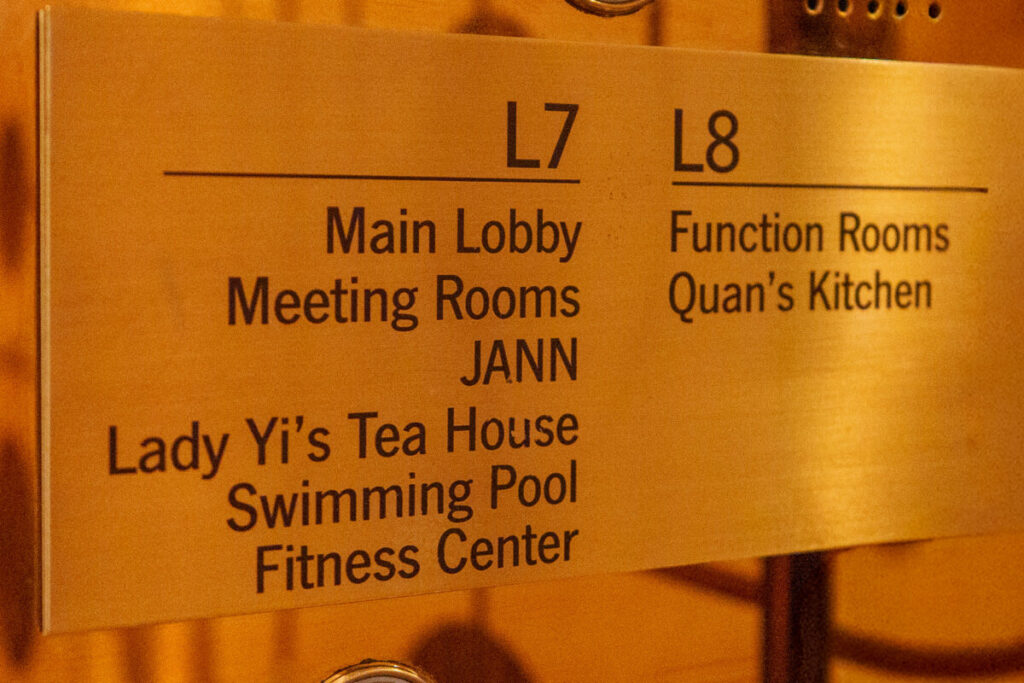 L7
Main Lobby
Meeting Rooms
JANN
Lady Yi's Tea House
Swimming Pool
Fitness Center
L8
Function Rooms
Quan's Kitchen